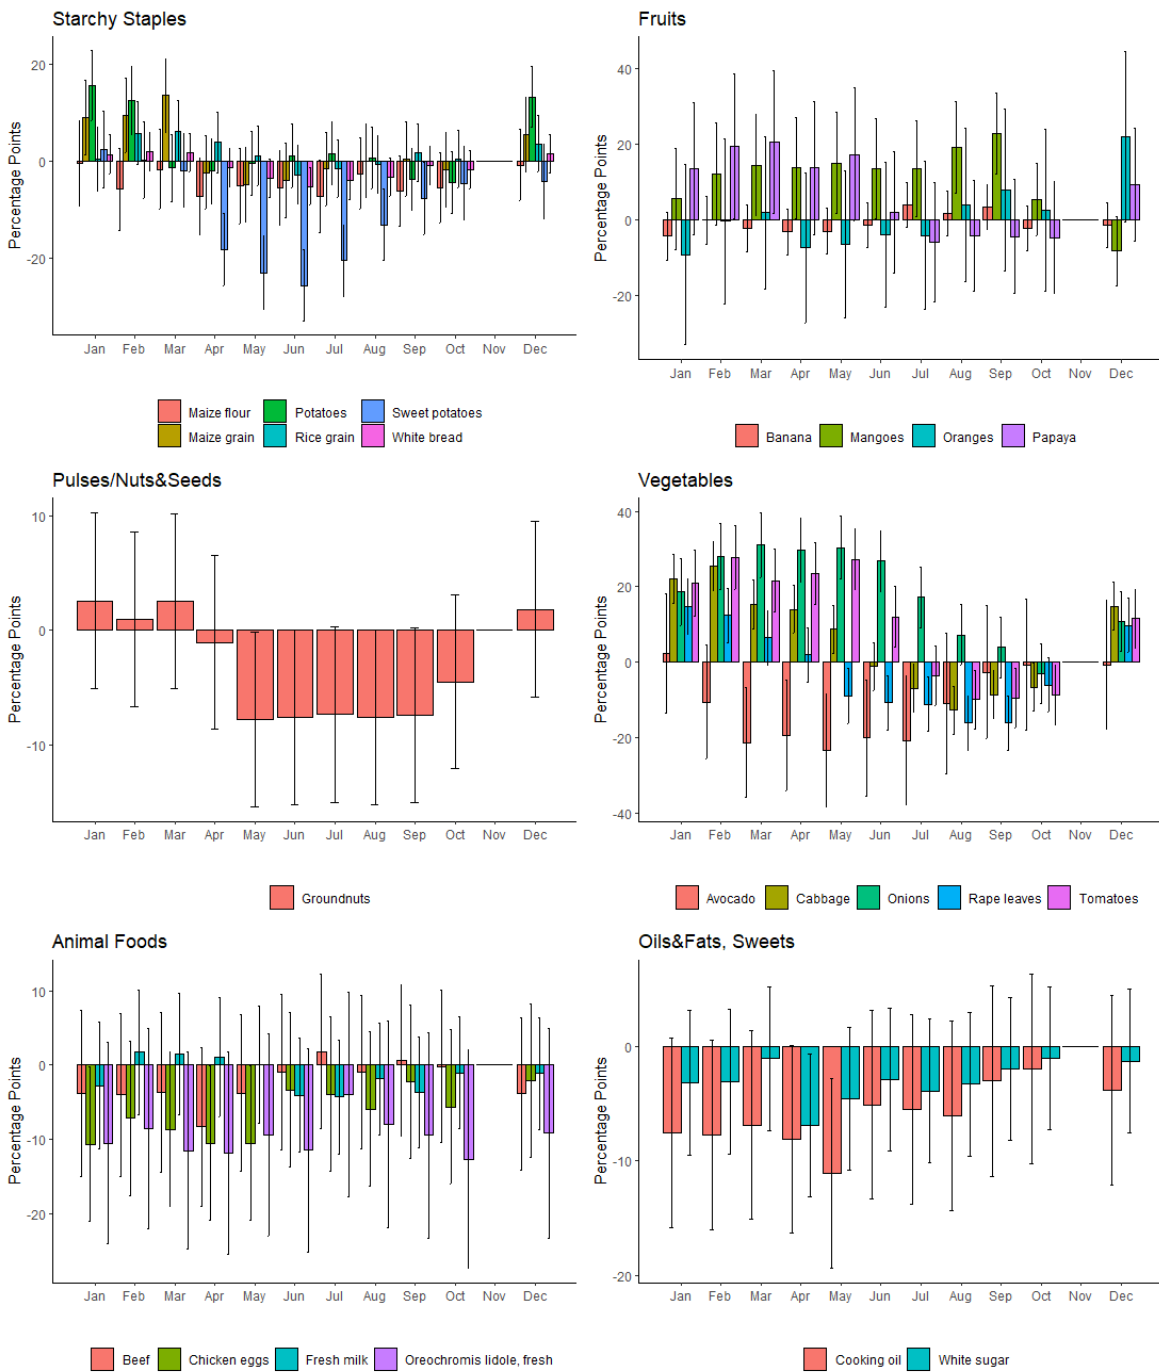 Starchy Staples
Percentage Points
20
0
-20
Jan Feb Mar Apr May Jun Jul Aug Sep Oct Nov Dec
Maize flour Potatoes Sweet potatoes
Maize grain Rice grain White bread
Fruits
Percentage Points
40
20
0
-20
Jan Feb Mar Apr May Jun Jul Aug Sep Oct Nov Dec
Banana Mangoes Oranges Papaya
Pulses/Nuts&Seeds
Percentage Points
10
0
-10
Jan Feb Mar Apr May Jun Jul Aug Sep Oct Nov Dec
Groundnuts
Vegetables
Percentage Points
40
20
0
-20
-40
Jan Feb Mar Apr May Jun Jul Aug Sep Oct Nov Dec
Avocado Cabbage Onions Rape leaves Tomatoes
Animal Foods
Percentage Points
10
0
-10
-20
Jan Feb Mar Apr May Jun Jul Aug Sep Oct Nov Dec
Beef Chicken eggs Fresh milk Oreochromis lidole, fresh
Oils&Fats, Sweets
Percentage Points
0
-10
-20
Jan Feb Mar Apr May Jun Jul Aug Sep Oct Nov Dec
Cooking oil White sugar